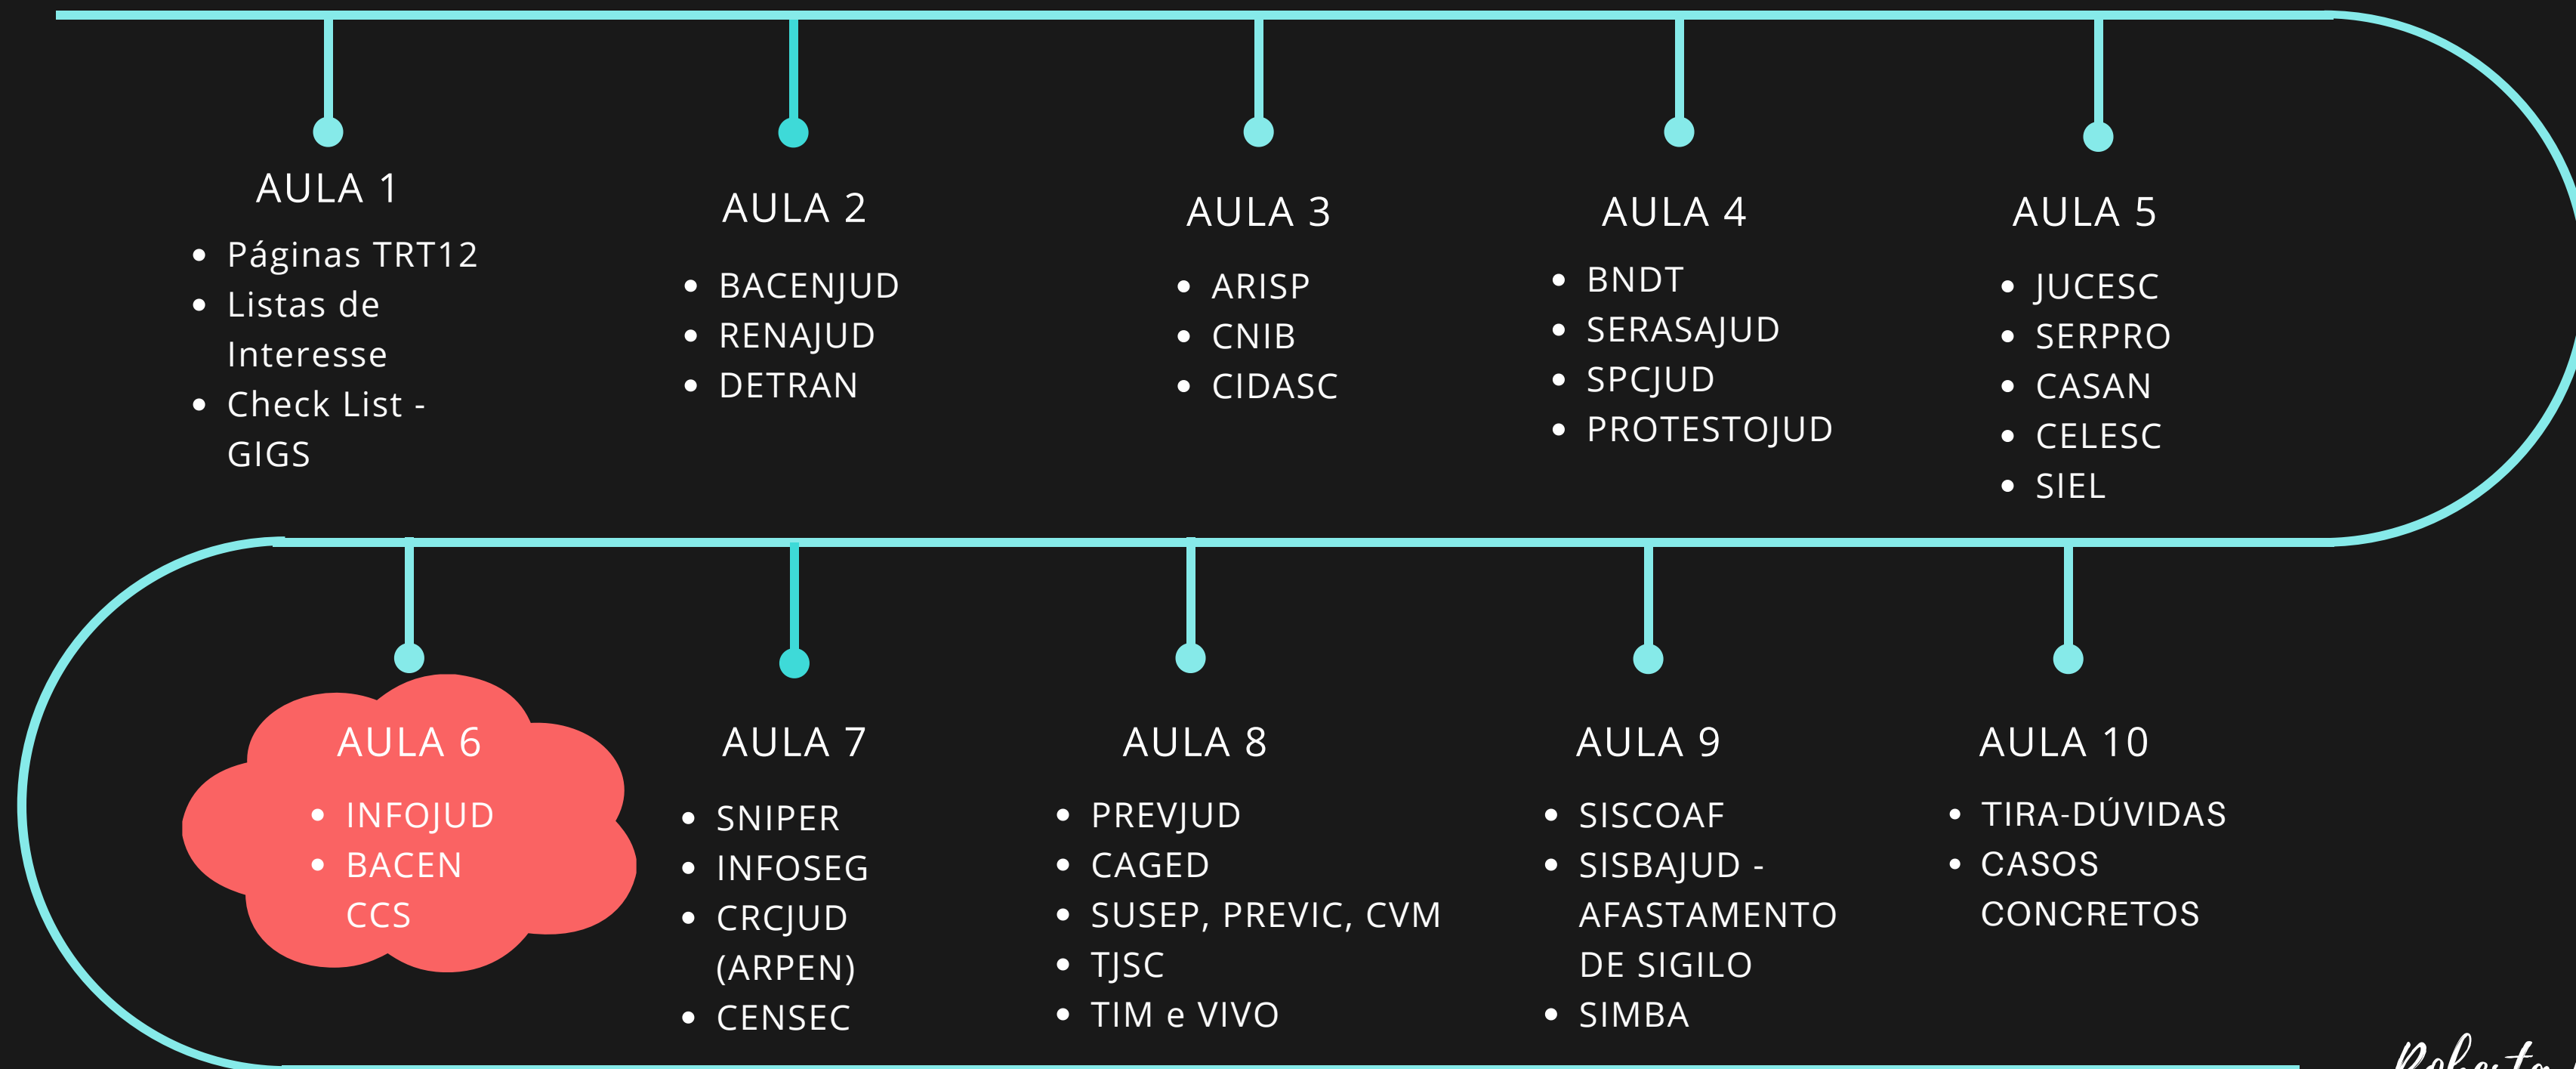 AULA 1
Páginas TRT12
Listas de
Interesse
Check List -
GIGS
AULA 2
BACENJUD
RENAJUD
DETRAN
AULA 3
ARISP
CNIB
CIDASC
AULA 4
BNDT
SERASAJUD
SPCJUD
PROTESTOJUD
AULA 5
JUCESC
SERPRO
CASAN
CELESC
SIEL
AULA 6
INFOJUD
BACEN
CCS
AULA 7
SNIPER
INFOSEG
CRCJUD
(ARPEN)
CENSEC
AULA 8
PREVJUD
CAGED
SUSEP, PREVIC, CVM
TJSC
TIM e VIVO
AULA 9
SISCOAF
SISBAJUD -
AFASTAMENTO
DE SIGILO
SIMBA
AULA 10
TIRA-DÚVIDAS
CASOS
CONCRETOS